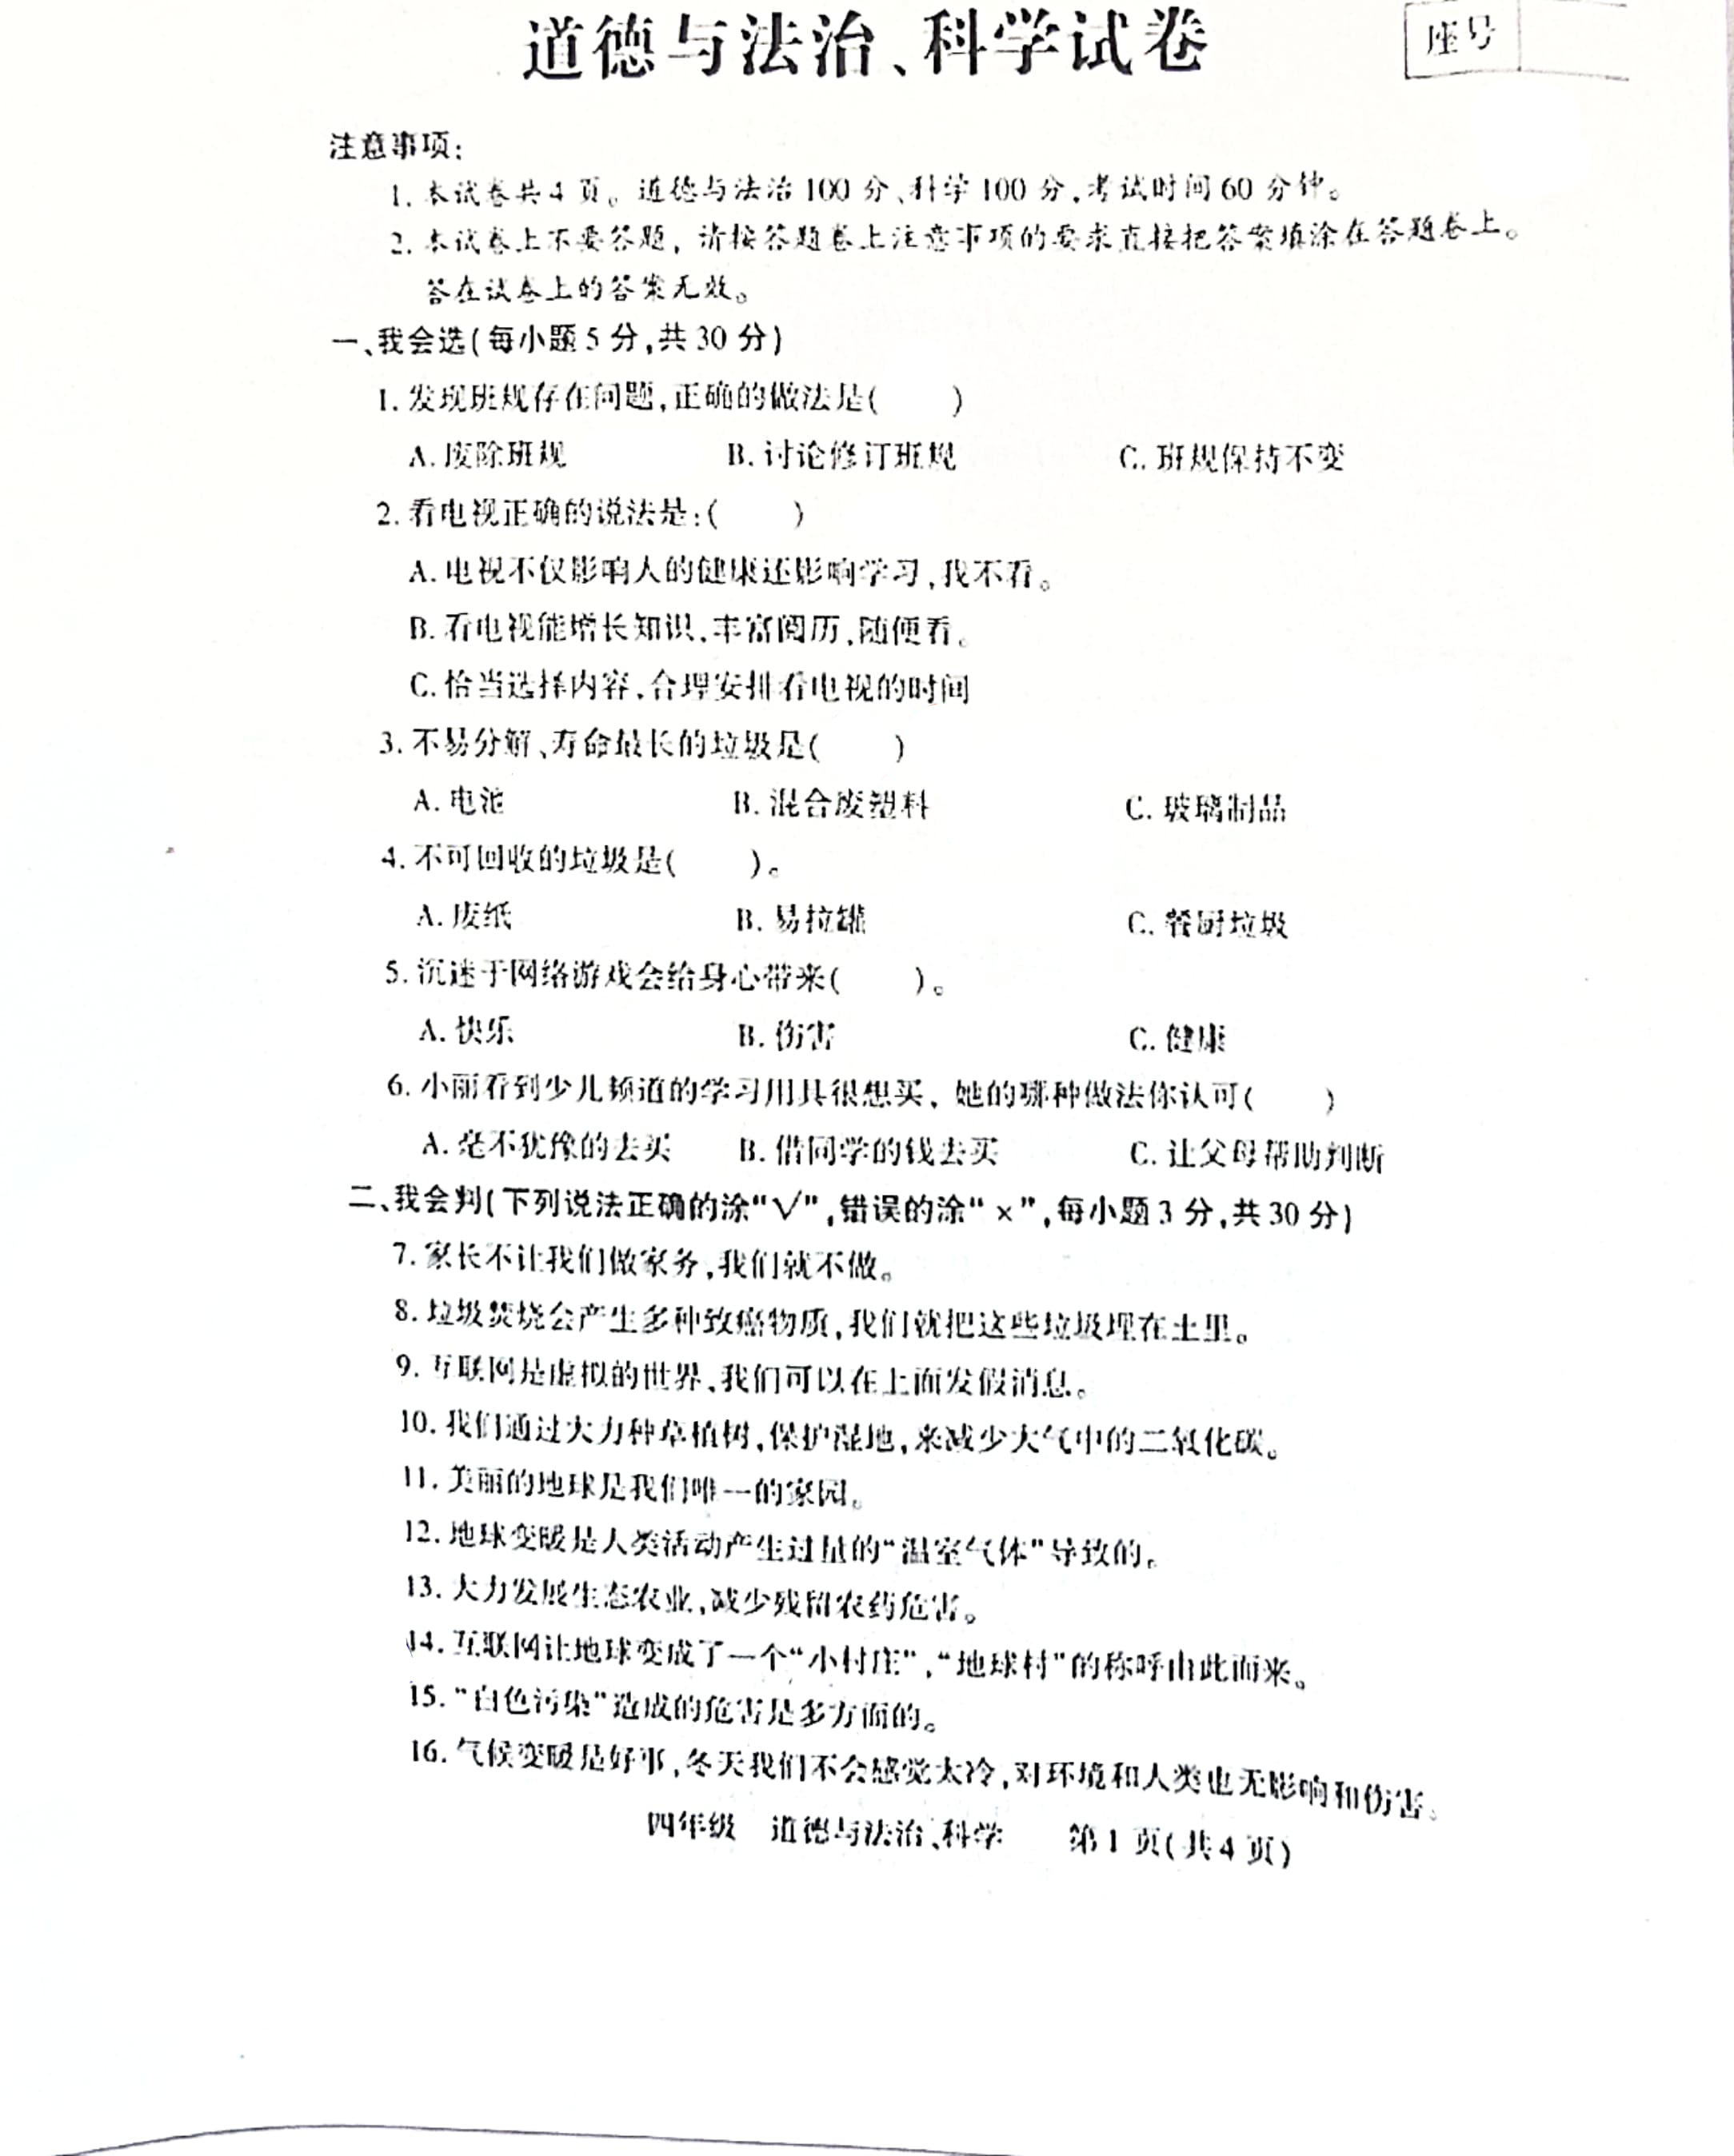 道德与法治、科学试卷
座号
注意事项:
1. 本试卷共4页。道德与法治100分、科学100分,考试时间60分钟。
2. 本试卷上不要答题,请按答题卷上注意事项的要求直接把答案填涂在答题卷上。
答在试卷上的答案无效。
一、我会选(每小题5分,共30分)
1. 发现班规存在问题,正确的做法是(  )
A. 废除班规 B. 讨论修订班规 C. 班规保持不变
2. 看电视正确的说法是:(  )
A. 电视不仅影响人的健康还影响学习,我不看。
B. 看电视能增长知识,丰富阅历,随便看。
C. 恰当选择内容,合理安排看电视的时间
3. 不易分解、寿命最长的垃圾是(  )
A. 电池 B. 混合废塑料 C. 玻璃制品
4. 不可回收的垃圾是(  )。
A. 废纸 B. 易拉罐 C. 餐厨垃圾
5. 沉迷于网络游戏会给身心带来(  )。
A. 快乐 B. 伤害 C. 健康
6. 小丽看到少儿频道的学习用具很想买,她的哪种做法你认可(  )
A. 毫不犹豫的去买 B. 借同学的钱去买 C. 让父母帮助判断
二、我会判(下列说法正确的涂“√”,错误的涂“×”,每小题3分,共30分)
7. 家长不让我们做家务,我们就不做。
8. 垃圾焚烧会产生多种致癌物质,我们就把这些垃圾埋在土里。
9. 互联网是虚拟的世界,我们可以在上面发假消息。
10. 我们通过大力种草植树,保护湿地,来减少大气中的二氧化碳。
11. 美丽的地球是我们唯一的家园。
12. 地球变暖是人类活动产生过量的“温室气体”导致的。
13. 大力发展生态农业,减少残留农药危害。
14. 互联网让地球变成了一个“小村庄”,“地球村”的称呼由此而来。
15. “白色污染”造成的危害是多方面的。
16. 气候变暖是好事,冬天我们不会感觉太冷,对环境和人类也无影响和伤害。
四年级 道德与法治、科学 第1页(共4页)